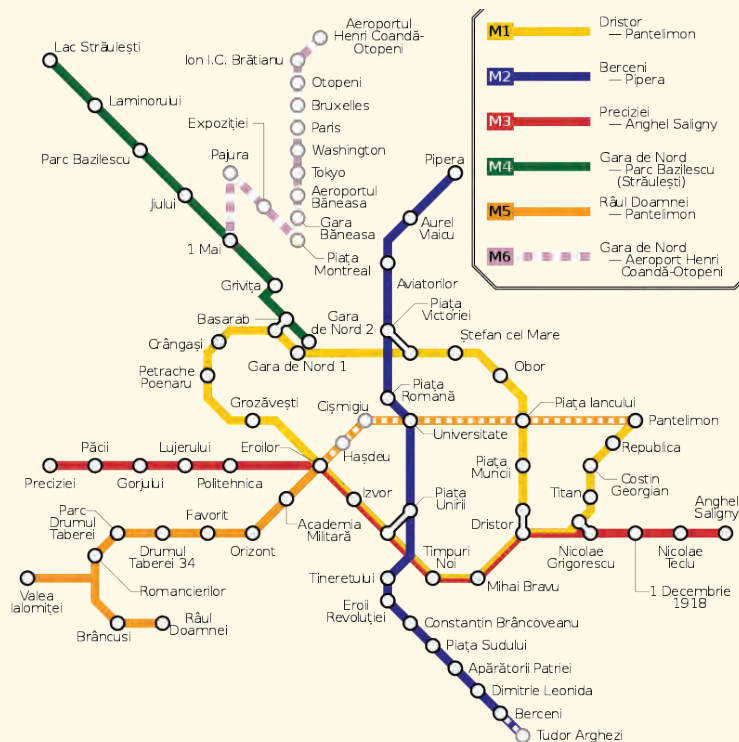 Aeroportul
Henri Coandă-
Otopeni
Lac Străulești
Ion I.C. Brătianu
Otopeni
Laminorului
Bruxelles
Expoziției
Paris
Parc Bazilescu
Washington
Pajura
Tokyo
Pipera
Jiului
Aeroportul
Băneasa
Gara
Băneasa
Aurel
Vlaicu
1 Mai
Piața
Montreal
Grivița
Aviatorilor
Basarab
Gara
de Nord 2
Piața
Victoriei
Crângași
Ștefan cel Mare
Gara de Nord 1
Petrache
Poenaru
Obor
Piața
Română
Piața Iancului
Grozăvești
Cișmigiu
Pantelimon
Universitate
Republica
Eroilor
Hașdeu
Păcii
Lujerului
Preciziei
Gorjului
Politehnica
Piața
Muncii
Costin
Georgian
Izvor
Piața
Unirii
Titan
Anghel
Saligny
Parc
Drumul
Taberei
Favorit
Academia
Militară
Dristor
Drumul
Taberei 34
Orizont
Timpuri
Noi
Nicolae
Grigorescu
Nicolae
Teclu
Romancierilor
Tineretului
Mihai Bravu
1 Decembrie
1918
Valea
Ialomiței
Eroii
Revoluției
Brâncusi
Râul
Doamnei
Constantin Brâncoveanu
Piața Sudului
Apărătorii Patriei
Dimitrie Leonida
Berceni
Tudor Arghezi
M1 Dristor
— Pantelimon
M2 Berceni
— Pipera
M3 Preciziei
— Anghel Saligny
M4 Gara de Nord
— Parc Bazilescu
(Străulești)
M5 Râul Doamnei
— Pantelimon
M6 Gara de Nord
— Aeroport Henri
Coandă-Otopeni